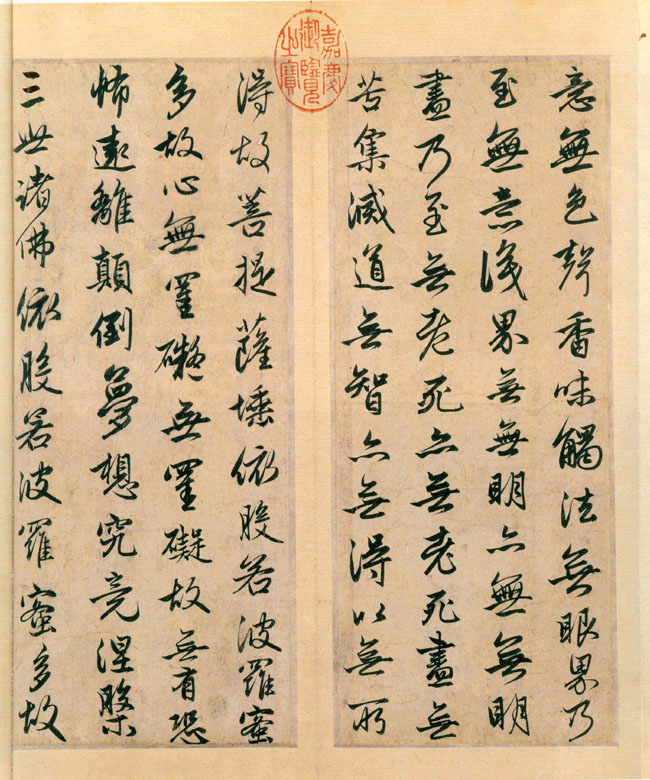 嘉慶御覽之寶
意無色聲香味觸法無眼界乃
至無意識界無無明亦無無明
盡乃至無老死亦無老死盡無
苦集滅道無智亦無得以無所
得故菩提薩埵依般若波羅蜜
多故心無罣礙無罣礙故無有恐
怖遠離顛倒夢想究竟涅槃
三世諸佛依般若波羅蜜多故